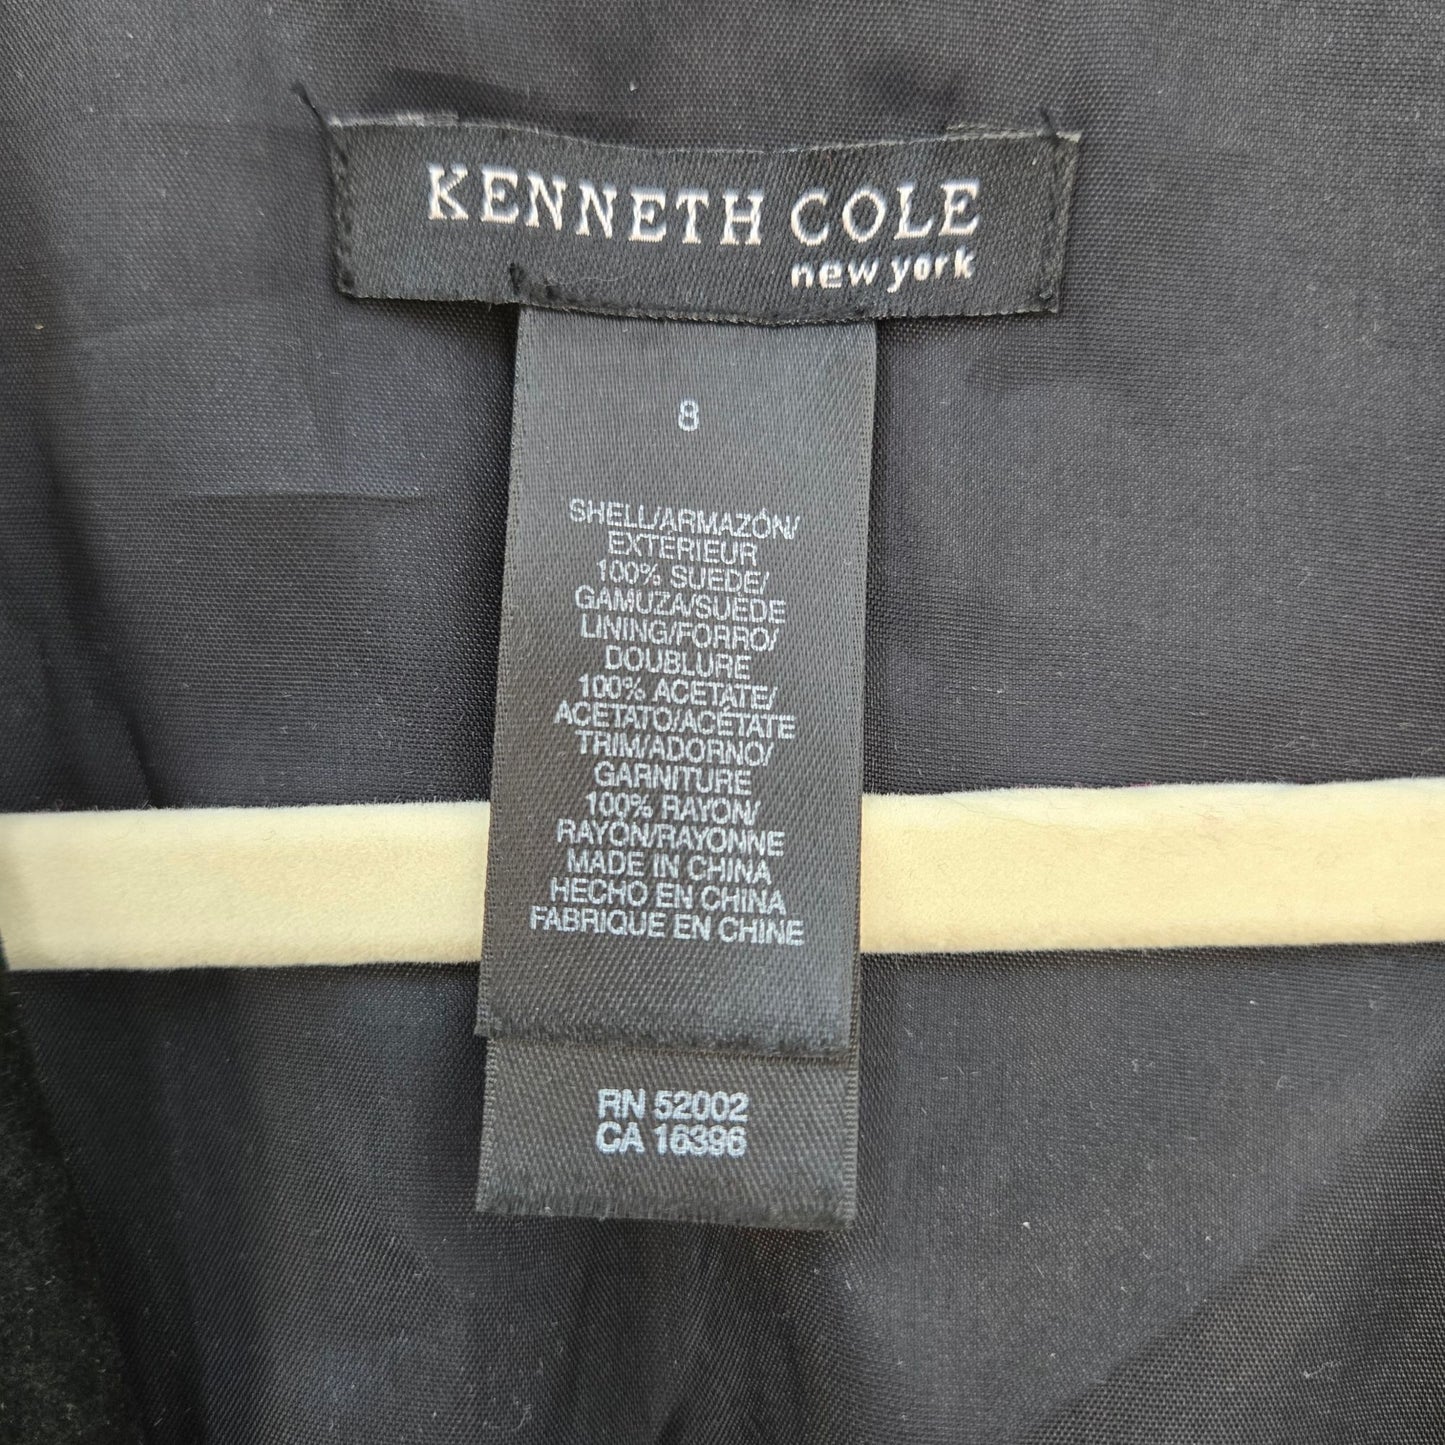 KENNETH COLE
new york
8
SHELL/ARMAZÓN/
EXTERIEUR
100% SUEDE/
GAMUZA/SUÉDE
LINING/FORRO/
DOUBLURE
100% ACETATE/
ACETATO/ACÉTATE
TRIM/ADORNO/
GARNITURE
100% RAYON/
RAYÓN/RAYONNE
MADE IN CHINA
HECHO EN CHINA
FABRIQUE EN CHINE
RN 52002
CA 16396